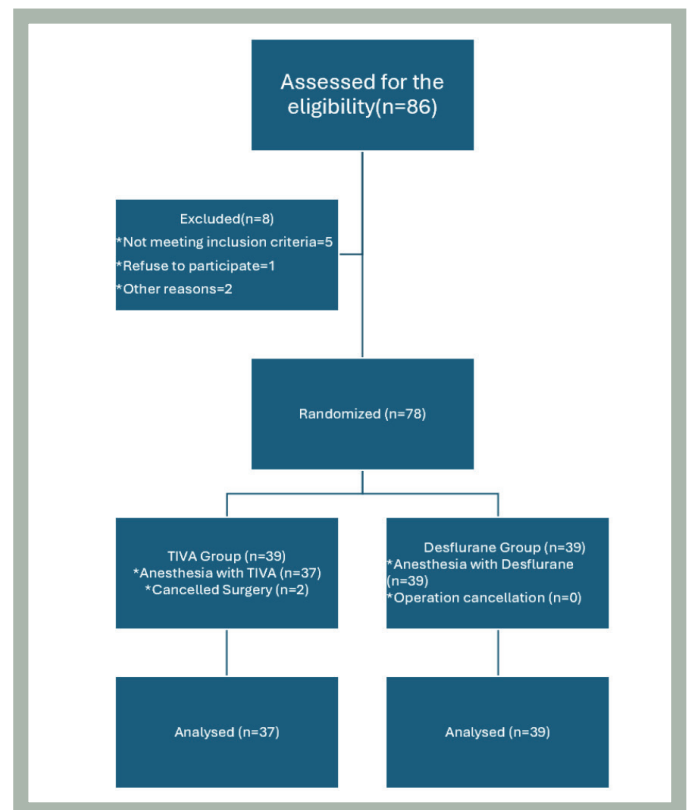 Assessed for the
eligibility(n=86)
Excluded(n=8)
*Not meeting inclusion criteria=5
*Refuse to participate=1
*Other reasons=2
Randomized (n=78)
TIVA Group (n=39)
*Anesthesia with TIVA (n=37)
*Cancelled Surgery (n=2)
Desflurane Group (n=39)
*Anesthesia with Desflurane
(n=39)
*Operation cancellation (n=0)
Analysed (n=37)
Analysed (n=39)